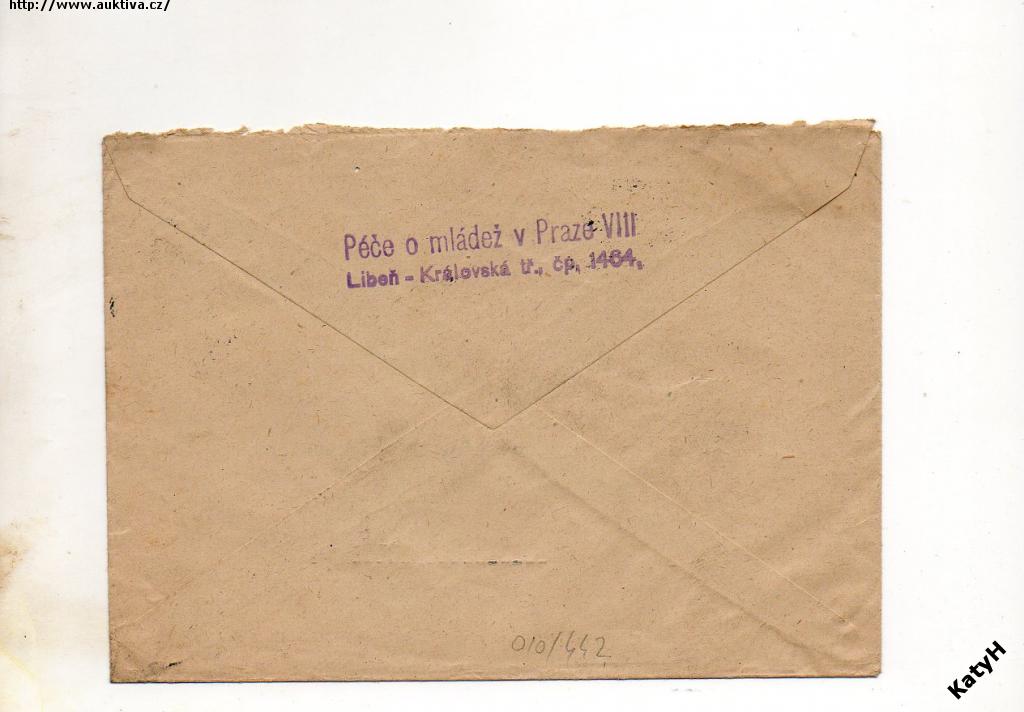 http://www.auktiva.cz/
Péče o mládež v Praze VIII
Libeň - Královská tř., čp. 1464,
010/442
KatyH